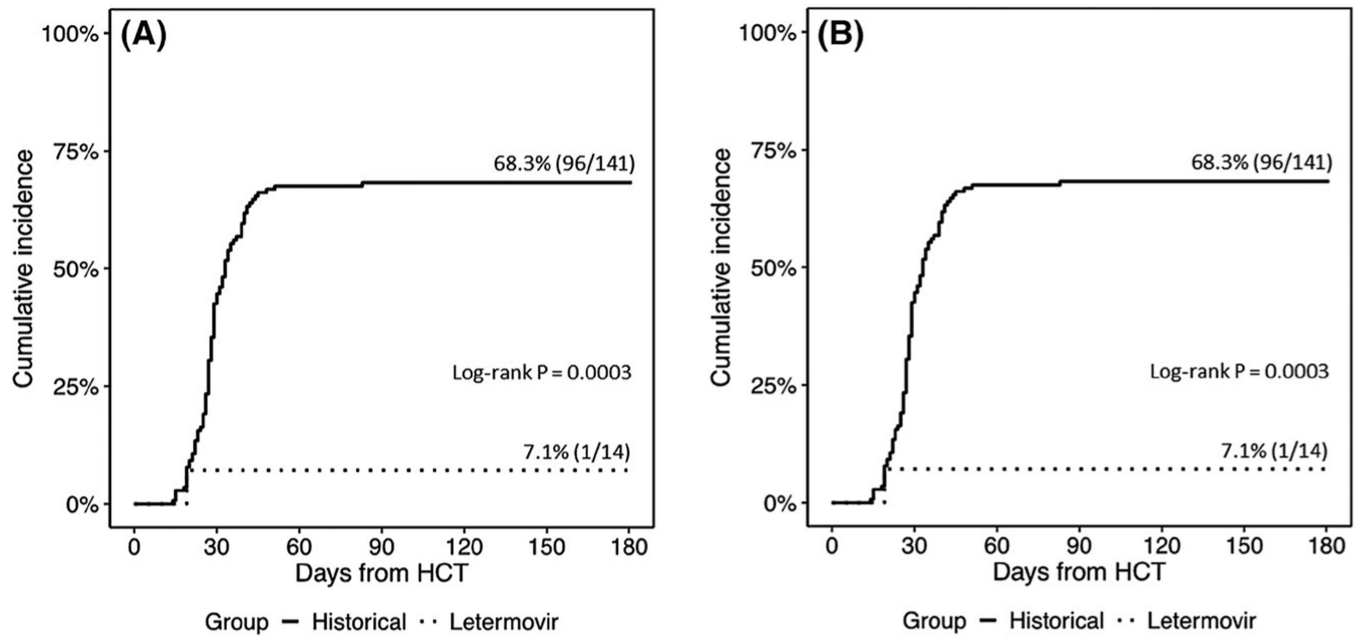 (A)
100%
75%
50%
25%
0%
Cumulative incidence
68.3% (96/141)
Log-rank P = 0.0003
7.1% (1/14)
0 30 60 90 120 150 180
Days from HCT
Group Historical Letermovir
(B)
100%
75%
50%
25%
0%
Cumulative incidence
68.3% (96/141)
Log-rank P = 0.0003
7.1% (1/14)
0 30 60 90 120 150 180
Days from HCT
Group Historical Letermovir